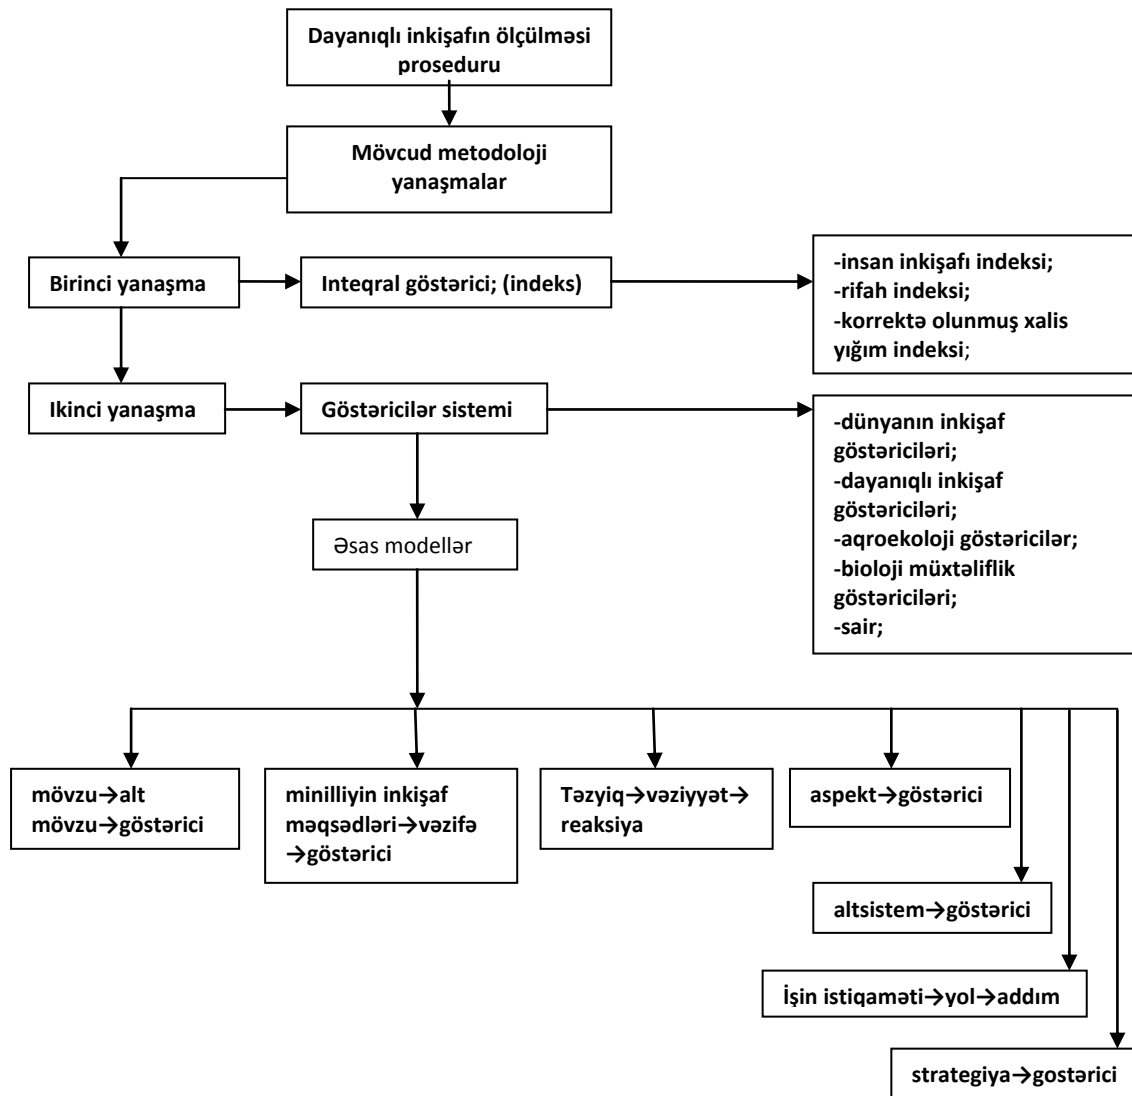 Dayanıqlı inkişafın ölçülməsi
proseduru
Mövcud metodoloji
yanaşmalar
Birinci yanaşma
Inteqral göstərici; (indeks)
-insan inkişafı indeksi;
-rifah indeksi;
-korrektə olunmuş xalis
yığım indeksi;
Ikinci yanaşma
Göstəricilər sistemi
-dünyanın inkişaf
göstəriciləri;
-dayanıqlı inkişaf
göstəriciləri;
-aqroekoloji göstəricilər;
-bioloji müxtəliflik
göstəriciləri;
-sair;
Əsas modellər
mövzu→alt
mövzu→göstərici
minilliyin inkişaf
məqsədləri→vəzifə
→göstərici
Təzyiq→vəziyyət→
reaksiya
aspekt→göstərici
altsistem→göstərici
İşin istiqaməti→yol→addım
strategiya→gostərici